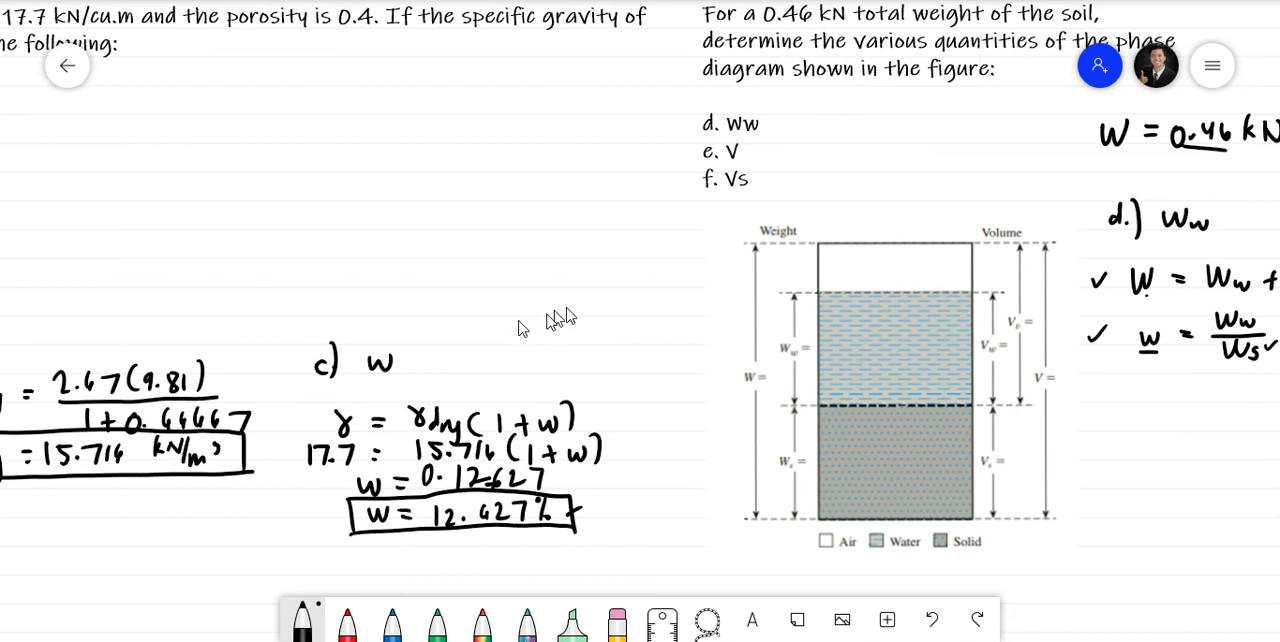 17.7 kN/cu.m and the porosity is 0.4. If the specific gravity of
he following:
= 2.67(9.81)
1 + 0.66667
= 15.716 kN/m³
c) w
γ = γdry(1+w)
17.7 = 15.716(1+w)
w = 0.12627
w = 12.627%
For a 0.46 kN total weight of the soil,
determine the various quantities of the phase
diagram shown in the figure:
d. Ww
e. V
f. Vs
Weight
Volume
Ww =
W =
Ws =
Vv =
Vw =
V =
Vs =
Air Water Solid
W = 0.46 kN
d.) Ww
✓ W = Ww +
✓ w = Ww
Ws ✓
A